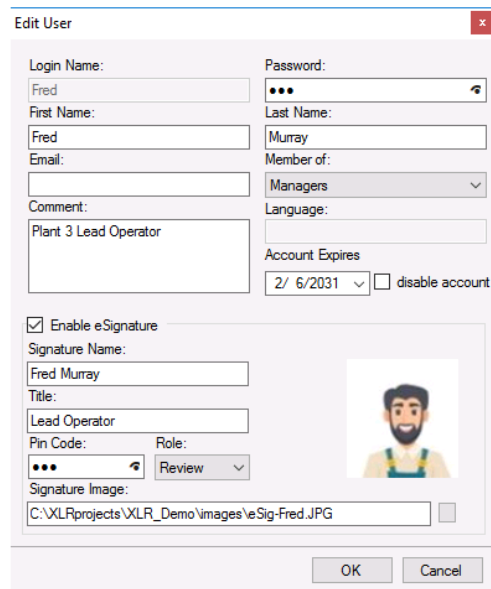 Edit User
x
Login Name:
Password:
Fred
●●●
First Name:
Last Name:
Fred
Murray
Email:
Member of:
Managers
Comment:
Language:
Plant 3 Lead Operator
Account Expires
2/ 6/2031
disable account
Enable eSignature
Signature Name:
Fred Murray
Title:
Lead Operator
Pin Code:
Role:
●●●
Review
Signature Image:
C:\XLRprojects\XLR_Demo\images\eSig-Fred.JPG
OK
Cancel